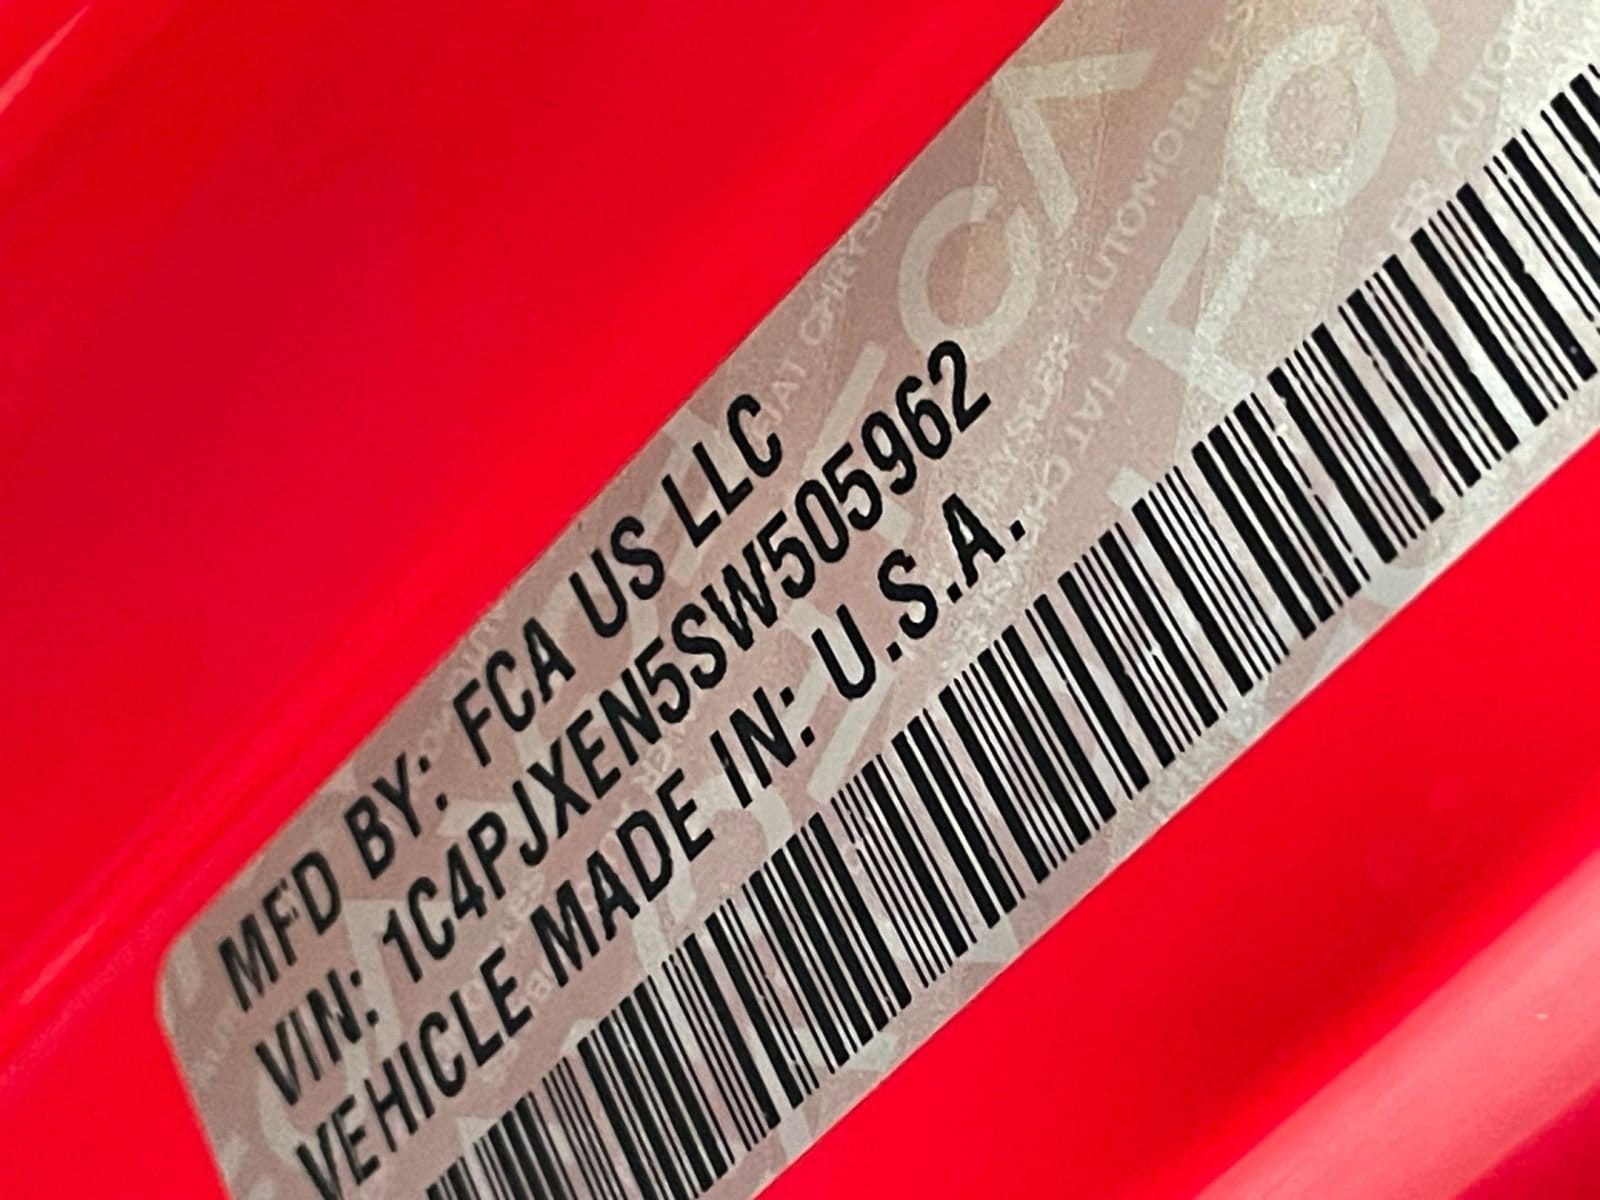 MFD BY: FCA US LLC
VIN: 1C4PJXEN5SW505962
VEHICLE MADE IN: U.S.A.